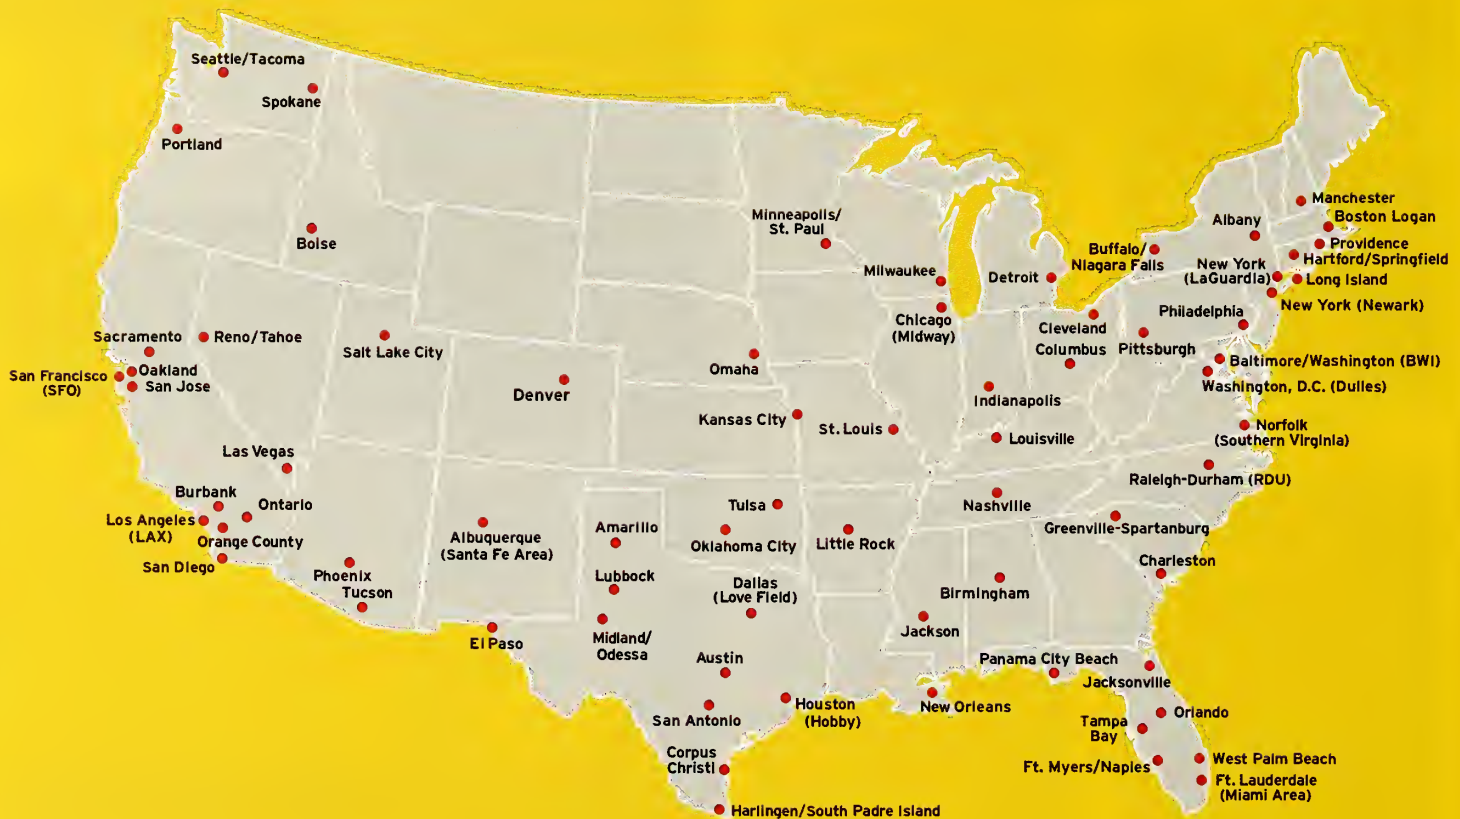 Seattle/Tacoma
Spokane
Portland
Boise
Minneapolis/
St. Paul
Milwaukee
Detroit
Chicago
(Midway)
Buffalo/
Niagara Falls
Albany
Manchester
Boston Logan
Providence
Hartford/Springfield
New York
(LaGuardia)
Long Island
New York (Newark)
Philadelphia
Cleveland
Columbus
Pittsburgh
Baltimore/Washington (BWI)
Washington, D.C. (Dulles)
Sacramento
Reno/Tahoe
Oakland
San Francisco
(SFO)
San Jose
Salt Lake City
Denver
Omaha
Kansas City
St. Louis
Indianapolis
Louisville
Norfolk
(Southern Virginia)
Raleigh-Durham (RDU)
Las Vegas
Burbank
Ontario
Los Angeles
(LAX)
Orange County
San Diego
Phoenix
Tucson
Albuquerque
(Santa Fe Area)
Amarillo
Lubbock
Midland/
Odessa
El Paso
Tulsa
Oklahoma City
Little Rock
Dallas
(Love Field)
Nashville
Greenville-Spartanburg
Charleston
Birmingham
Jackson
Austin
San Antonio
Houston
(Hobby)
Corpus
Christi
Harlingen/South Padre Island
New Orleans
Panama City Beach
Jacksonville
Orlando
Tampa
Bay
Ft. Myers/Naples
West Palm Beach
Ft. Lauderdale
(Miami Area)